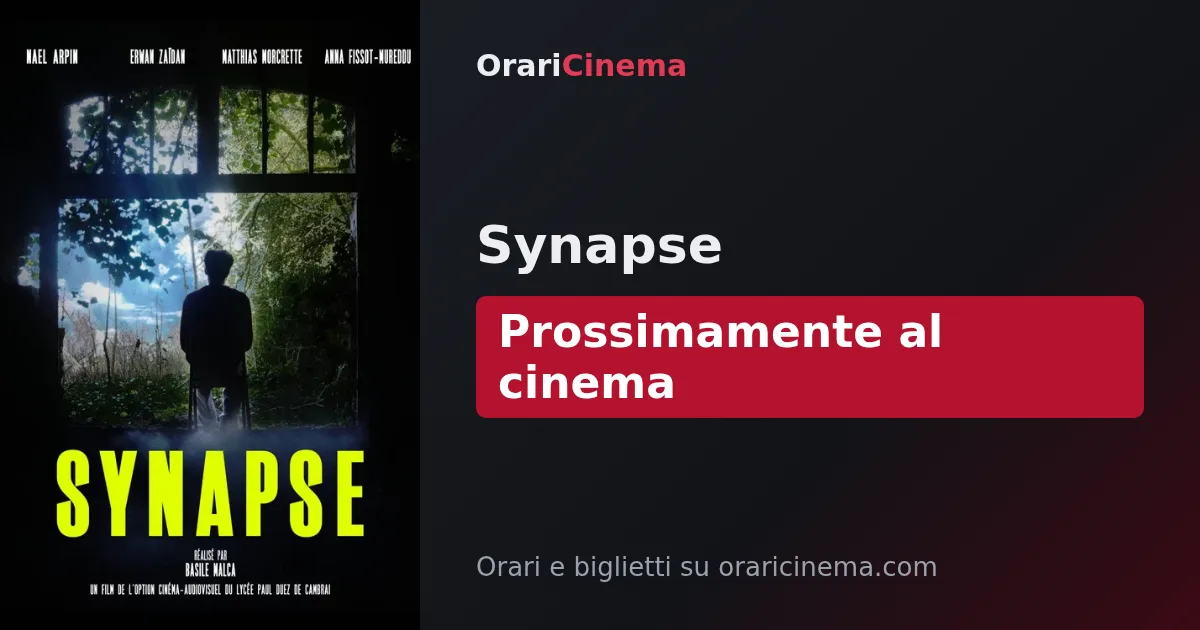 NAEL ARPIN ERWAN ZAÏDAN MATTHIAS MORCRETTE ANNA FISSOT-MUREDDU
SYNAPSE
RÉALISÉ PAR
BASILE MALCA
UN FILM DE L'OPTION CINÉMA-AUDIOVISUEL DU LYCÉE PAUL DUEZ DE CAMBRAI
OrariCinema
Synapse
Prossimamente al
cinema
Orari e biglietti su oraricinema.com